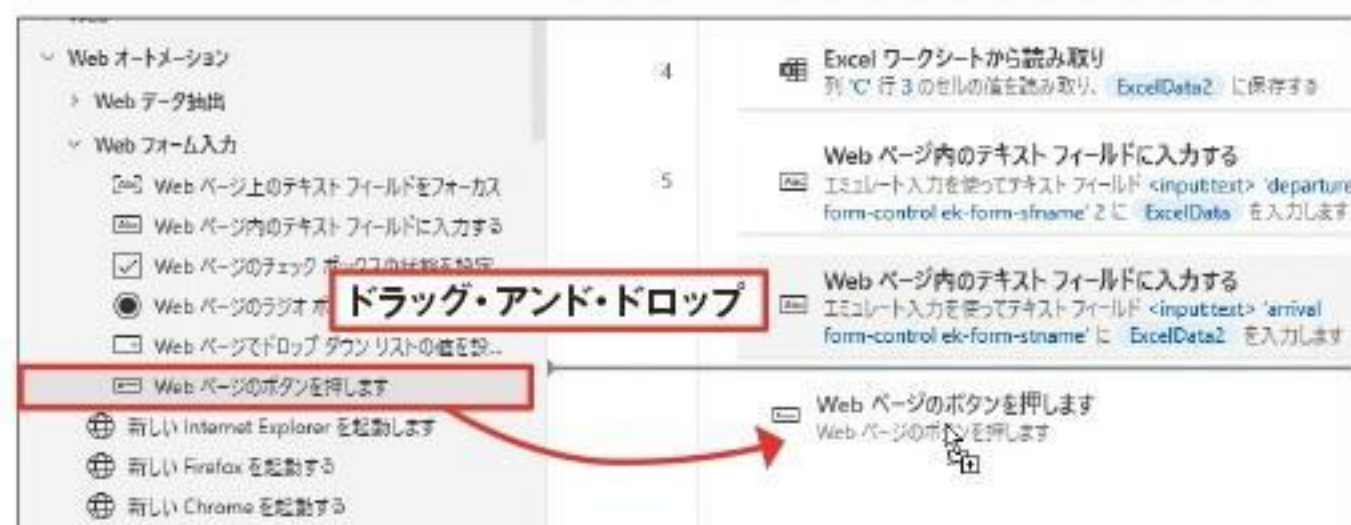 Web オートメーション
Web データ抽出
Web フォーム入力
Web ページ上のテキスト フィールドをフォーカス
Web ページ内のテキスト フィールドに入力する
Web ページのチェック
Web ページのラジオ
Web ページでドロップ ダウン リストの値を設...
Web ページのボタンを押します
新しい Internet Explorer を起動します
新しい Firefox を起動する
新しい Chrome を起動する
ドラッグ・アンド・ドロップ
4
Excel ワークシートから読み取り
列 'C' 行 3 のセルの値を読み取り、 ExcelData2 に保存する
5
Web ページ内のテキスト フィールドに入力する
エミュレート入力を使ってテキスト フィールド <input:text> 'departure
form-control ek-form-sfname' 2 に ExcelData を入力します
Web ページ内のテキスト フィールドに入力する
エミュレート入力を使ってテキスト フィールド <input:text> 'arrival
form-control ek-form-stname' に ExcelData2 を入力します
Web ページのボタンを押します
Web ページのボタンを押します